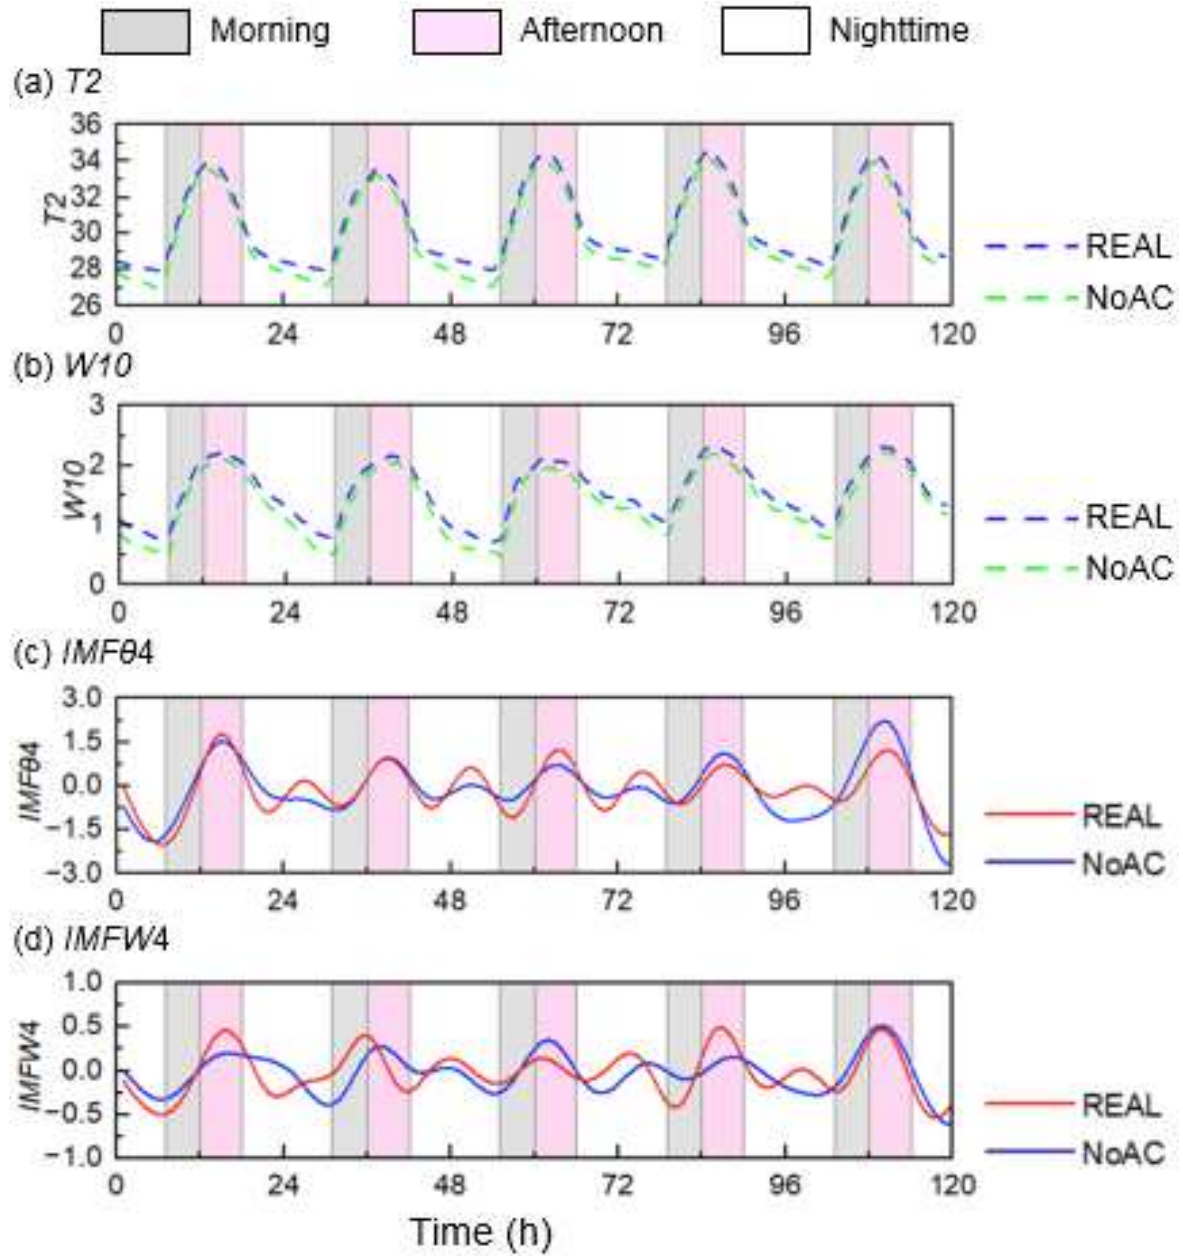 Morning Afternoon Nighttime
(a) T2
36
34
32
30
28
26
T2
0 24 48 72 96 120
REAL
NoAC
(b) W10
3
2
1
0
W10
0 24 48 72 96 120
REAL
NoAC
(c) IMFθ4
3.0
1.5
0.0
−1.5
−3.0
IMFθ4
0 24 48 72 96 120
REAL
NoAC
(d) IMFW4
1.0
0.5
0.0
−0.5
−1.0
IMFW4
0 24 48 72 96 120
REAL
NoAC
Time (h)